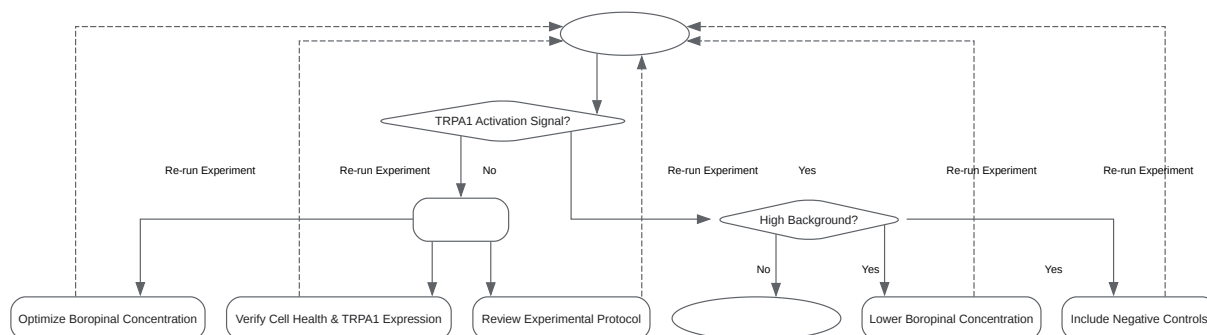 TRPA1 Activation Signal?
Re-run Experiment
Re-run Experiment
No
Re-run Experiment
Yes
Re-run Experiment
Re-run Experiment
High Background?
No
Yes
Yes
Optimize Boropinal Concentration
Verify Cell Health & TRPA1 Expression
Review Experimental Protocol
Lower Boropinal Concentration
Include Negative Controls